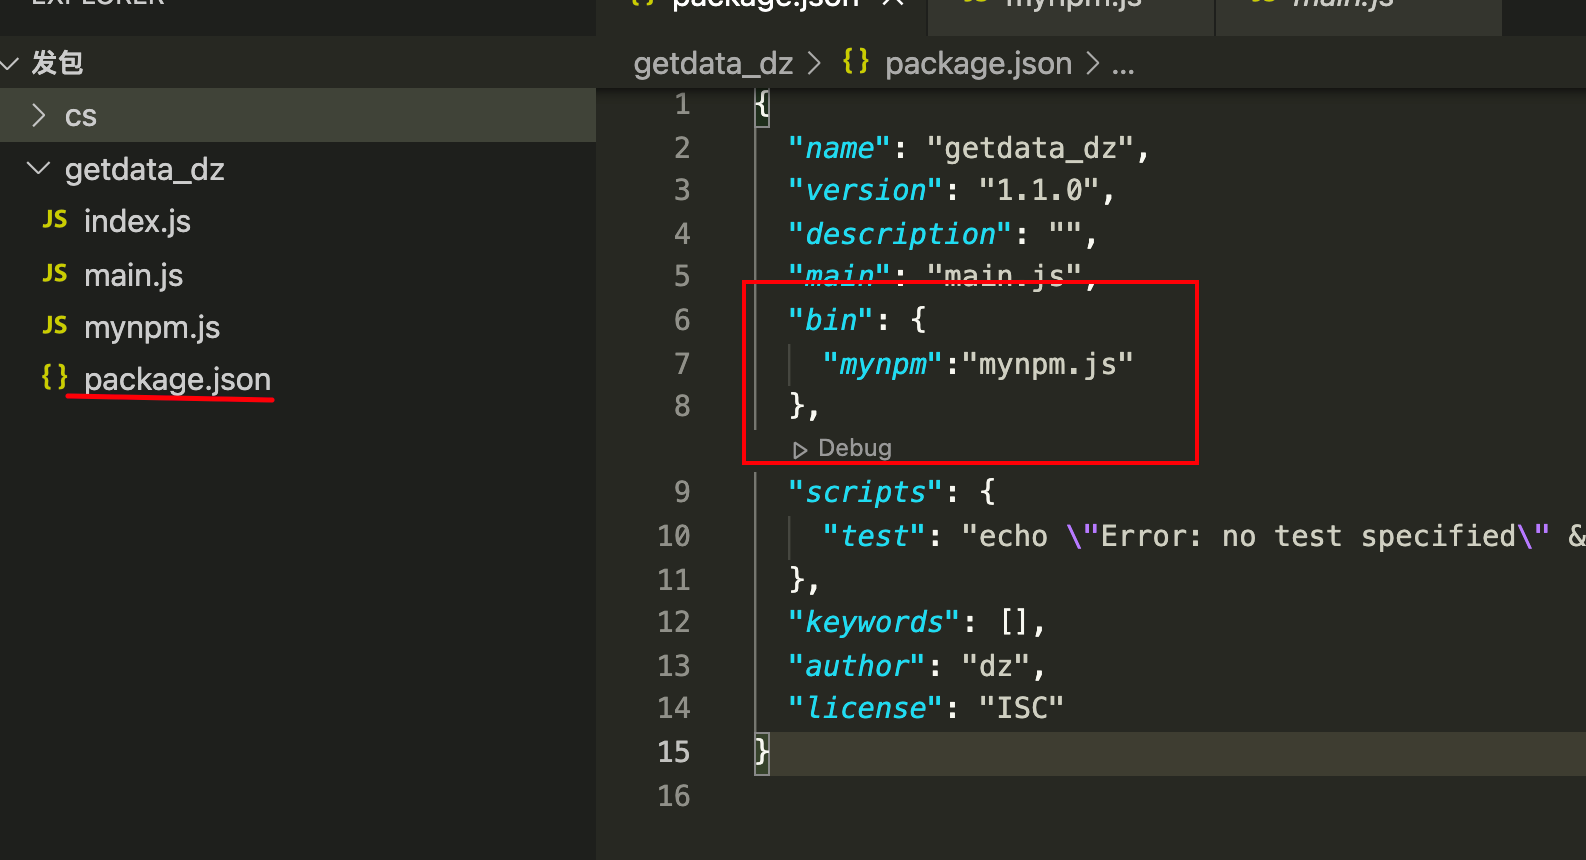 EXPLORER
发包
cs
getdata_dz
JS index.js
JS main.js
JS mynpm.js
{} package.json
{} package.json
mynpm.js
main.js
getdata_dz > {} package.json > ...
1 {
2 "name": "getdata_dz",
3 "version": "1.1.0",
4 "description": "",
5 "main": "main.js",
6 "bin": {
7 "mynpm":"mynpm.js"
8 },
Debug
9 "scripts": {
10 "test": "echo \"Error: no test specified\" &
11 },
12 "keywords": [],
13 "author": "dz",
14 "license": "ISC"
15 }
16